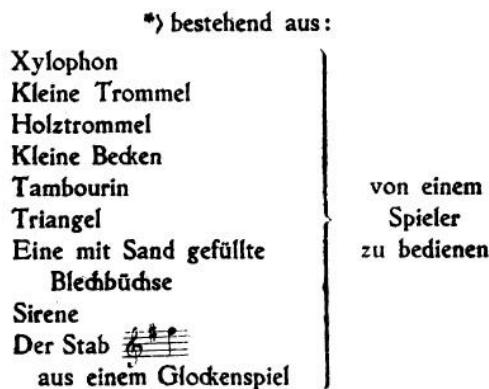 *) bestehend aus:
Xylophon
Kleine Trommel
Holztrommel
Kleine Becken
Tambourin
Triangel
Eine mit Sand gefüllte
Blechbüchse
Sirene
Der Stab
aus einem Glockenspiel
von einem
Spieler
zu bedienen